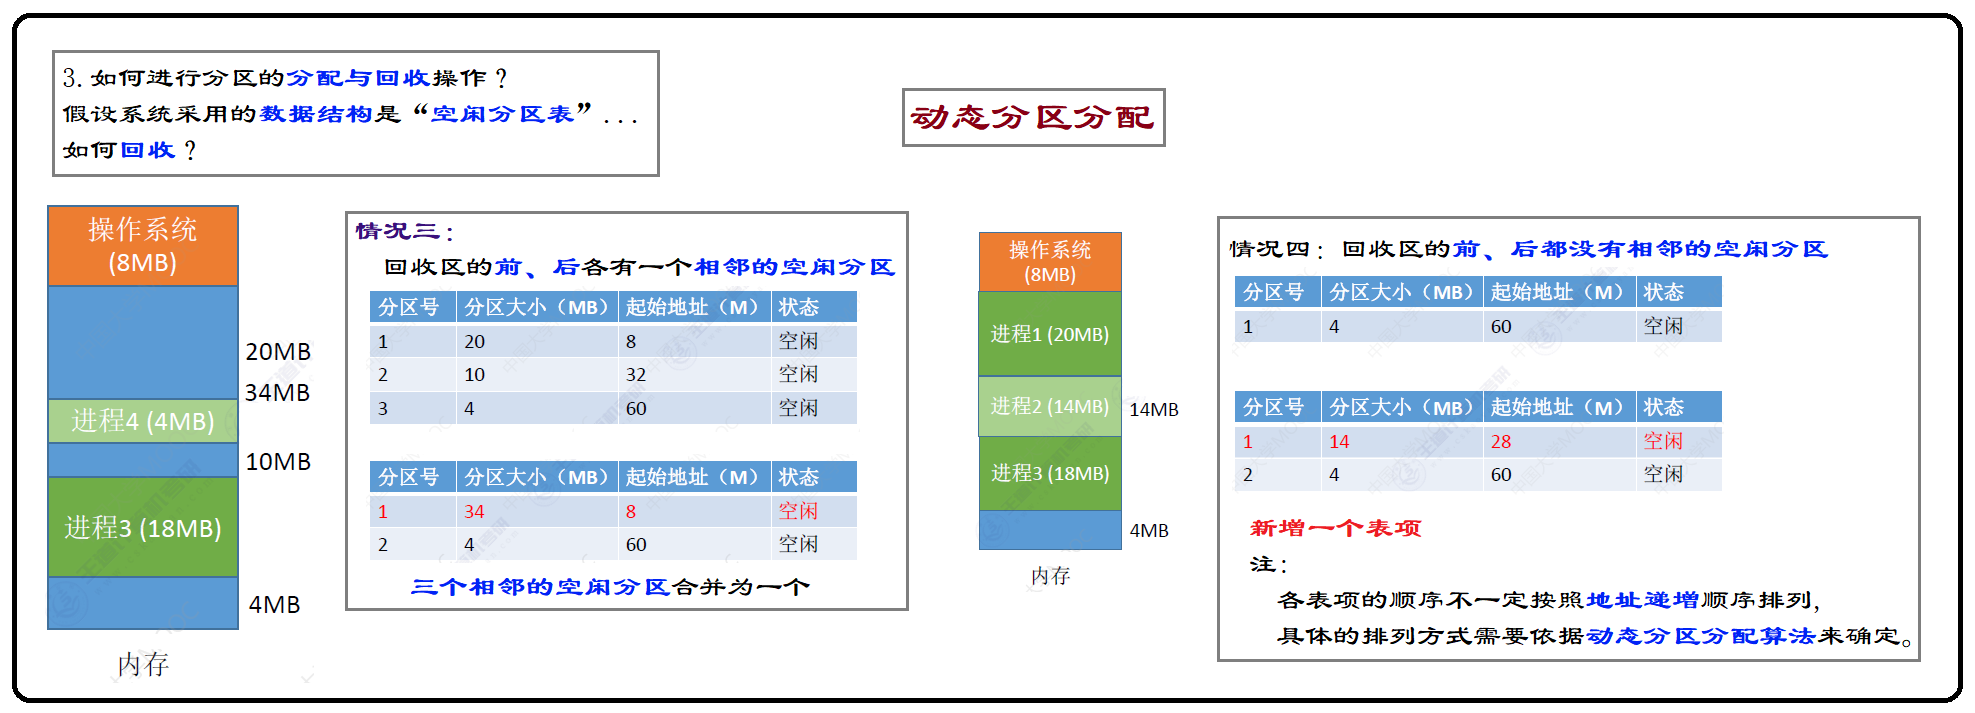 3.如何进行分区的分配与回收操作？
假设系统采用的数据结构是“空闲分区表”...
如何回收？
动态分区分配
操作系统
(8MB)
20MB
34MB
进程4 (4MB)
10MB
进程3 (18MB)
4MB
内存
情况三：
回收区的前、后各有一个相邻的空闲分区
分区号 分区大小（MB） 起始地址（M） 状态
1 20 8 空闲
2 10 32 空闲
3 4 60 空闲
分区号 分区大小（MB） 起始地址（M） 状态
1 34 8 空闲
2 4 60 空闲
三个相邻的空闲分区合并为一个
操作系统
(8MB)
进程1 (20MB)
进程2 (14MB) 14MB
进程3 (18MB)
4MB
内存
情况四：回收区的前、后都没有相邻的空闲分区
分区号 分区大小（MB） 起始地址（M） 状态
1 4 60 空闲
分区号 分区大小（MB） 起始地址（M） 状态
1 14 28 空闲
2 4 60 空闲
新增一个表项
注：
各表项的顺序不一定按照地址递增顺序排列，
具体的排列方式需要依据动态分区分配算法来确定。